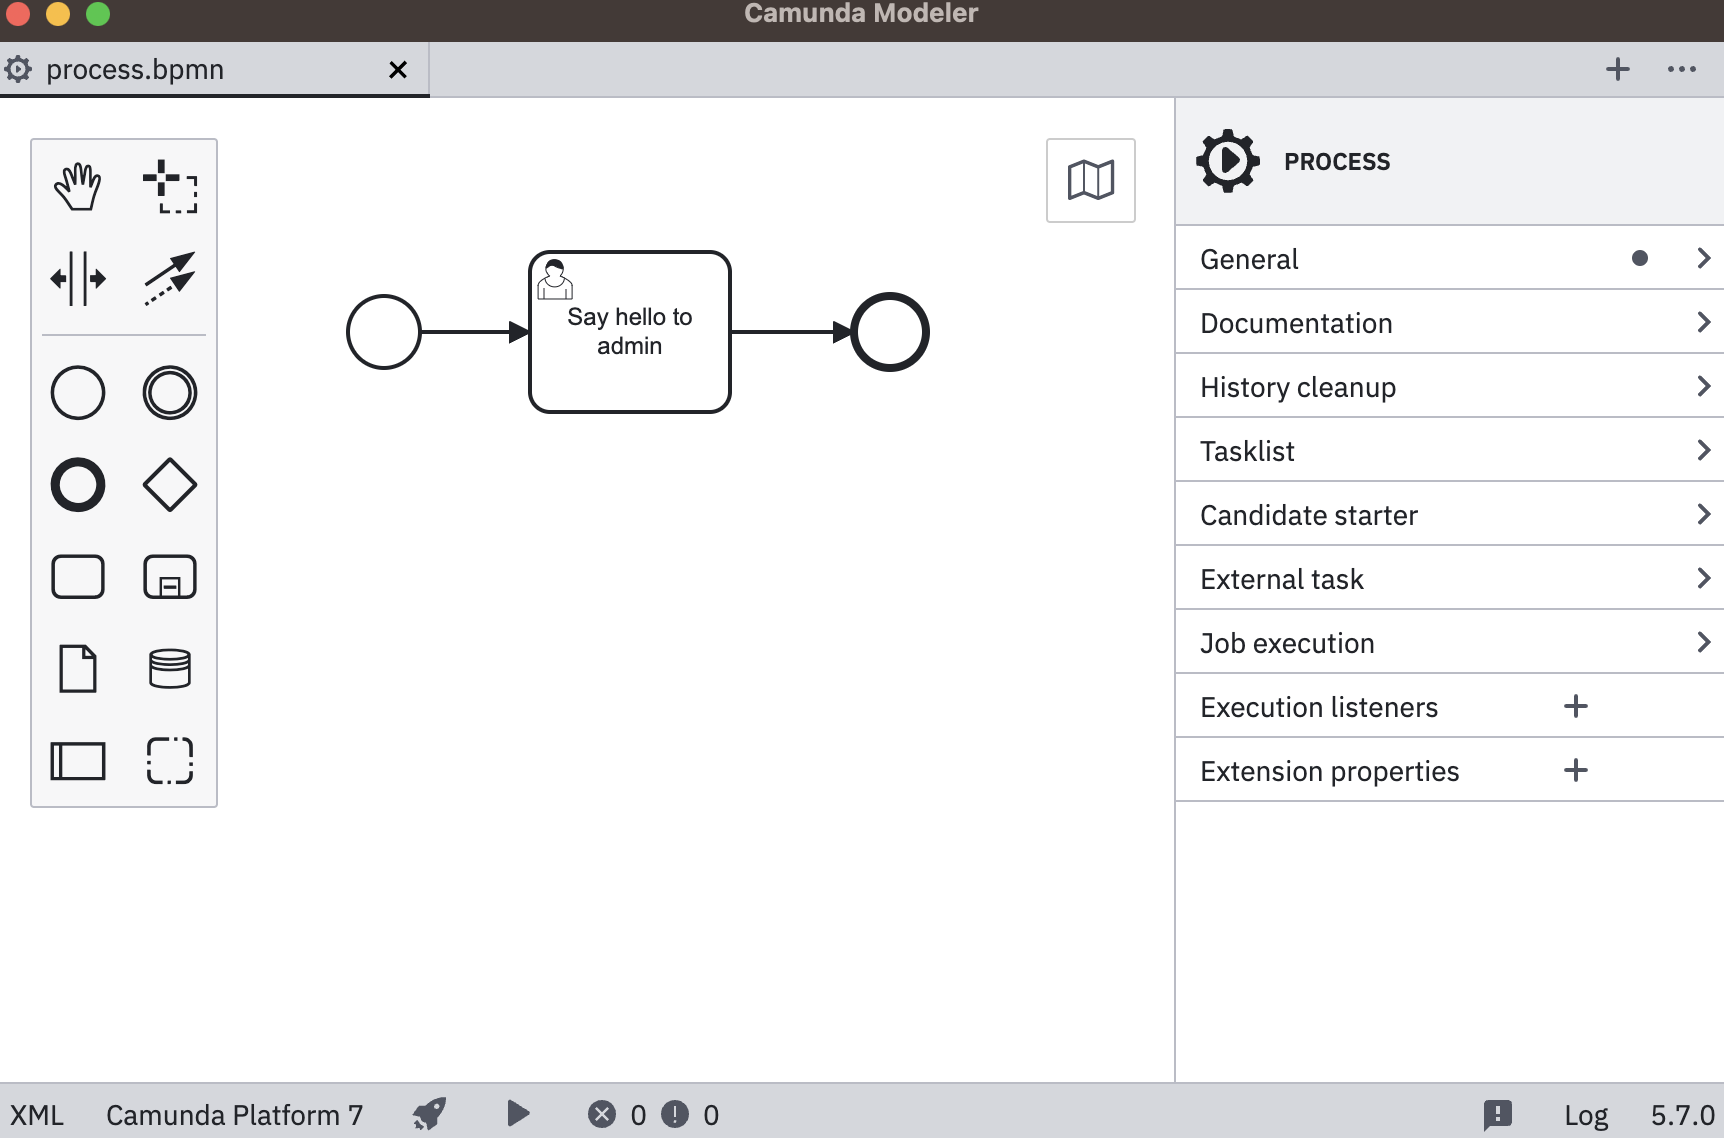 Camunda Modeler
process.bpmn
PROCESS
General
Documentation
History cleanup
Tasklist
Candidate starter
External task
Job execution
Execution listeners
Extension properties
Say hello to
admin
XML Camunda Platform 7 0 0 Log 5.7.0